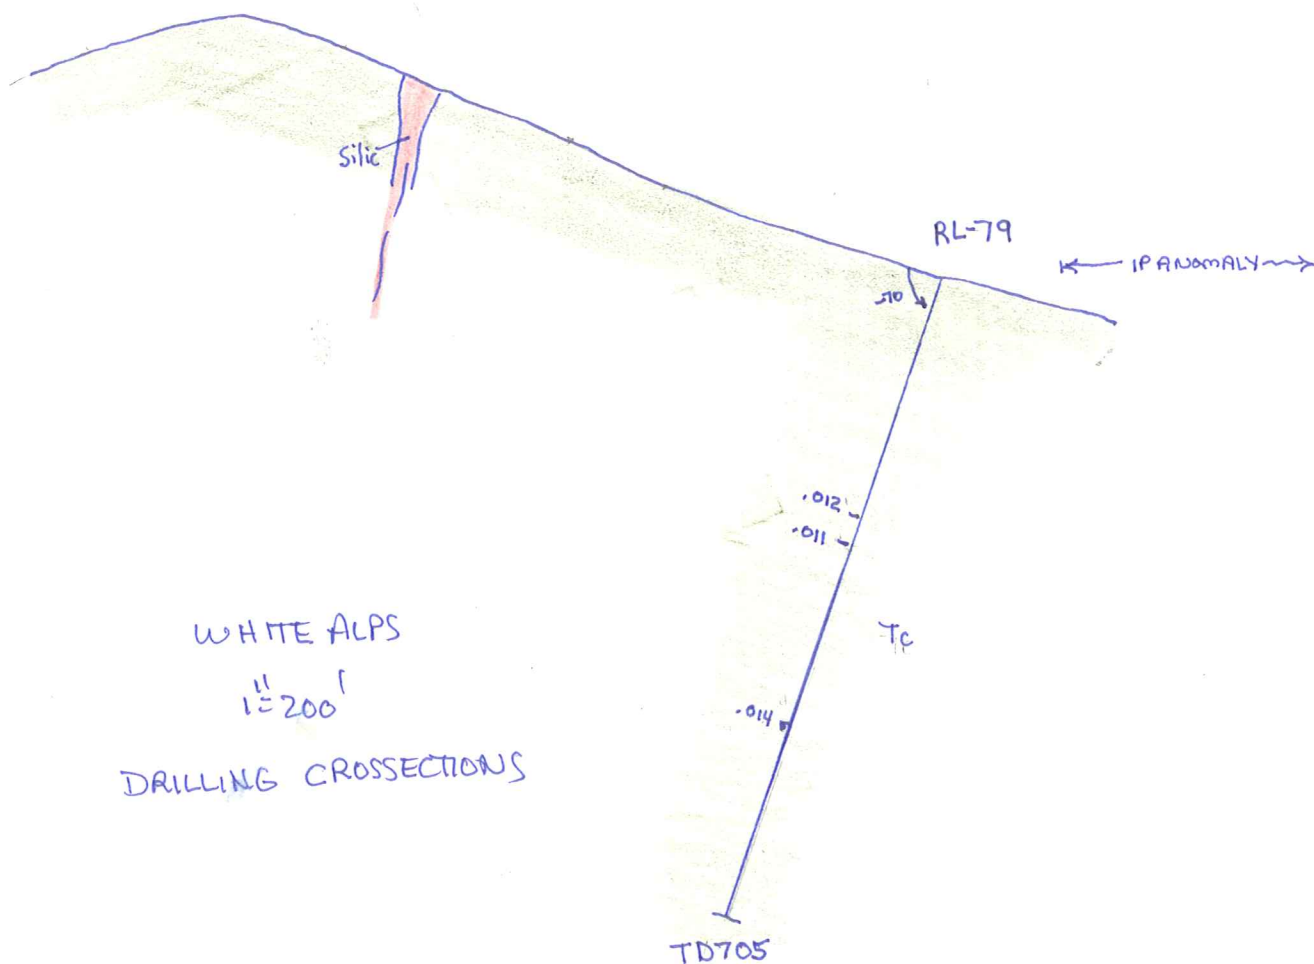 Silic
RL-79
IP ANOMALY
-70
.012
.011
Tc
.014
WHITE ALPS
1"=200'
DRILLING CROSSECTIONS
TD705